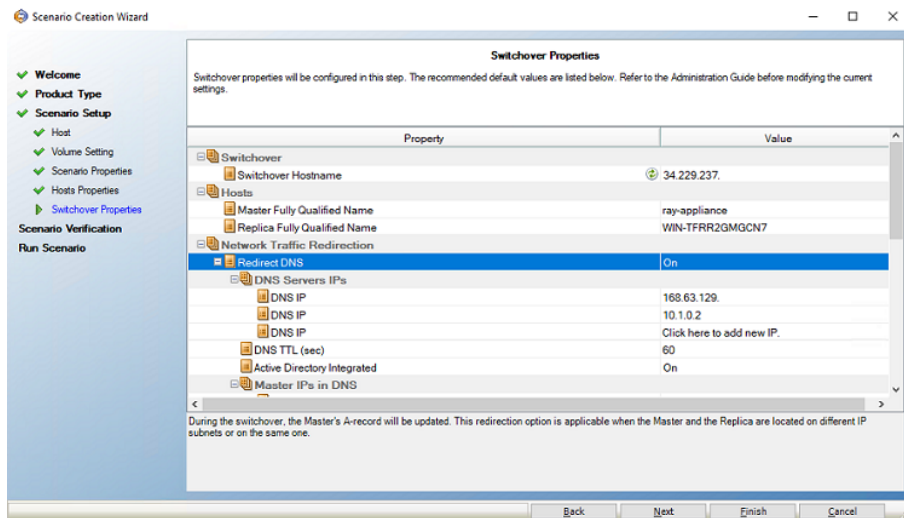 Scenario Creation Wizard
Welcome
Product Type
Scenario Setup
Host
Volume Setting
Scenario Properties
Hosts Properties
Switchover Properties
Scenario Verification
Run Scenario
Switchover Properties
Switchover properties will be configured in this step. The recommended default values are listed below. Refer to the Administration Guide before modifying the current
settings.
Property Value
Switchover
Switchover Hostname 34.229.237.
Hosts
Master Fully Qualified Name ray-appliance
Replica Fully Qualified Name WIN-TFRR2GMGCN7
Network Traffic Redirection
Redirect DNS On
DNS Servers IPs
DNS IP 168.63.129.
DNS IP 10.1.0.2
DNS IP Click here to add new IP.
DNS TTL (sec) 60
Active Directory Integrated On
Master IPs in DNS
During the switchover, the Master's A-record will be updated. This redirection option is applicable when the Master and the Replica are located on different IP
subnets or on the same one.
Back Next Finish Cancel